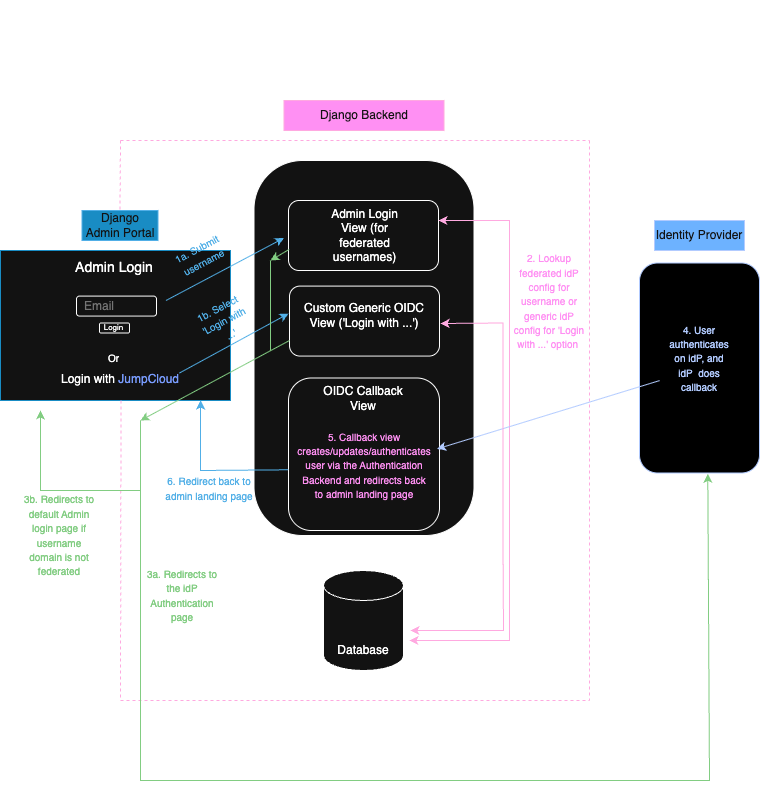 Django Backend
Django
Admin Portal
Admin Login
Email
Login
Or
Login with JumpCloud
1a. Submit
username
1b. Select
'Login with
...'
Admin Login
View (for
federated
usernames)
Custom Generic OIDC
View ('Login with ...')
OIDC Callback
View
5. Callback view
creates/updates/authenticates
user via the Authentication
Backend and redirects back
to admin landing page
2. Lookup
federated idP
config for
username or
generic idP
config for 'Login
with ...' option
Identity Provider
4. User
authenticates
on idP, and
idP does
callback
6. Redirect back to
admin landing page
3b. Redirects to
default Admin
login page if
username
domain is not
federated
3a. Redirects to
the idP
Authentication
page
Database